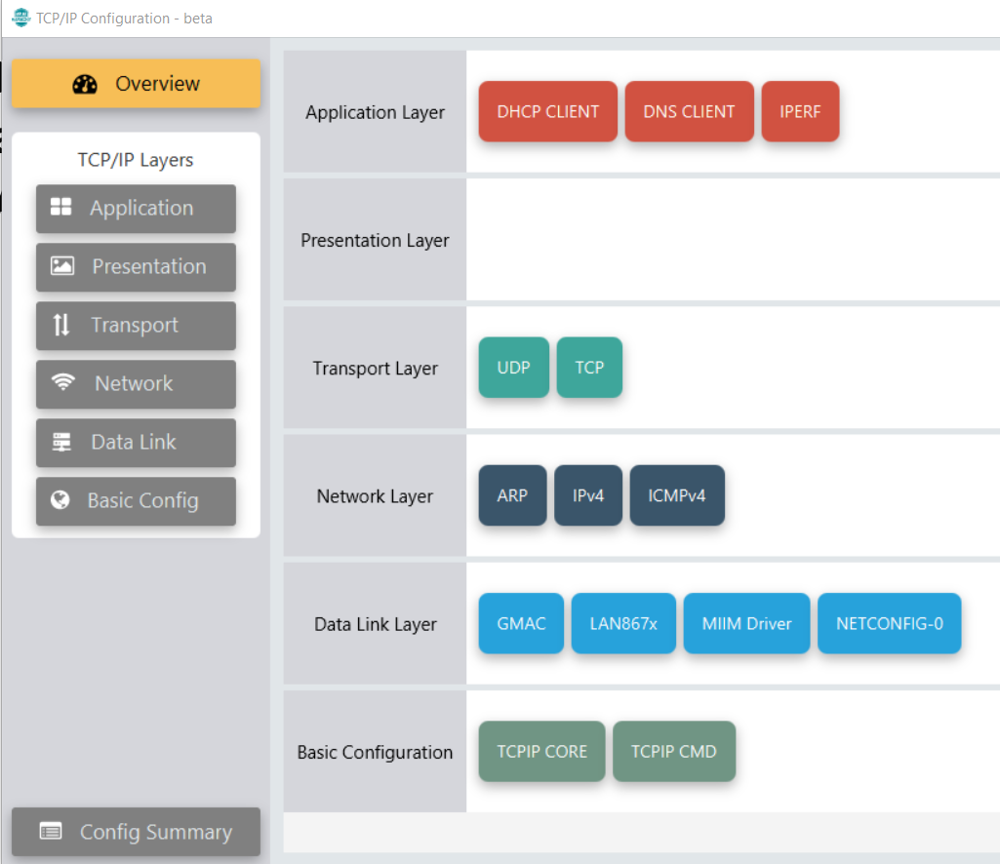 TCP/IP Configuration - beta
Overview
TCP/IP Layers
Application
Presentation
Transport
Network
Data Link
Basic Config
Config Summary
Application Layer
DHCP CLIENT DNS CLIENT IPERF
Presentation Layer
Transport Layer
UDP TCP
Network Layer
ARP IPv4 ICMPv4
Data Link Layer
GMAC LAN867x MIIM Driver NETCONFIG-0
Basic Configuration
TCPIP CORE TCPIP CMD